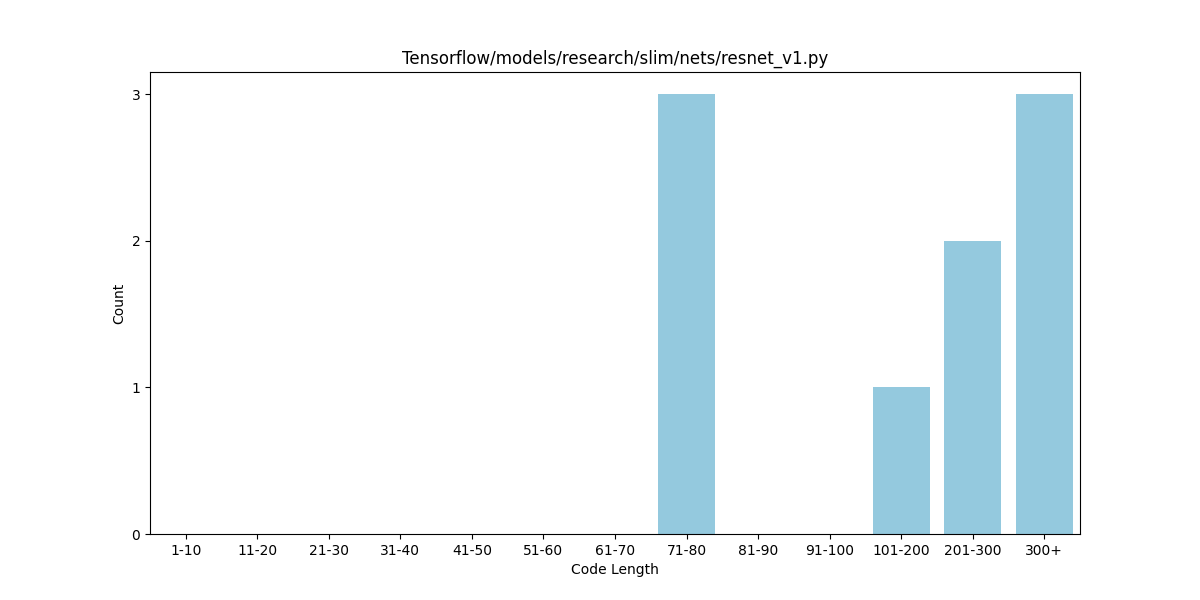 Tensorflow/models/research/slim/nets/resnet_v1.py
3
2
1
0
Count
1-10 11-20 21-30 31-40 41-50 51-60 61-70 71-80 81-90 91-100 101-200 201-300 300+
Code Length